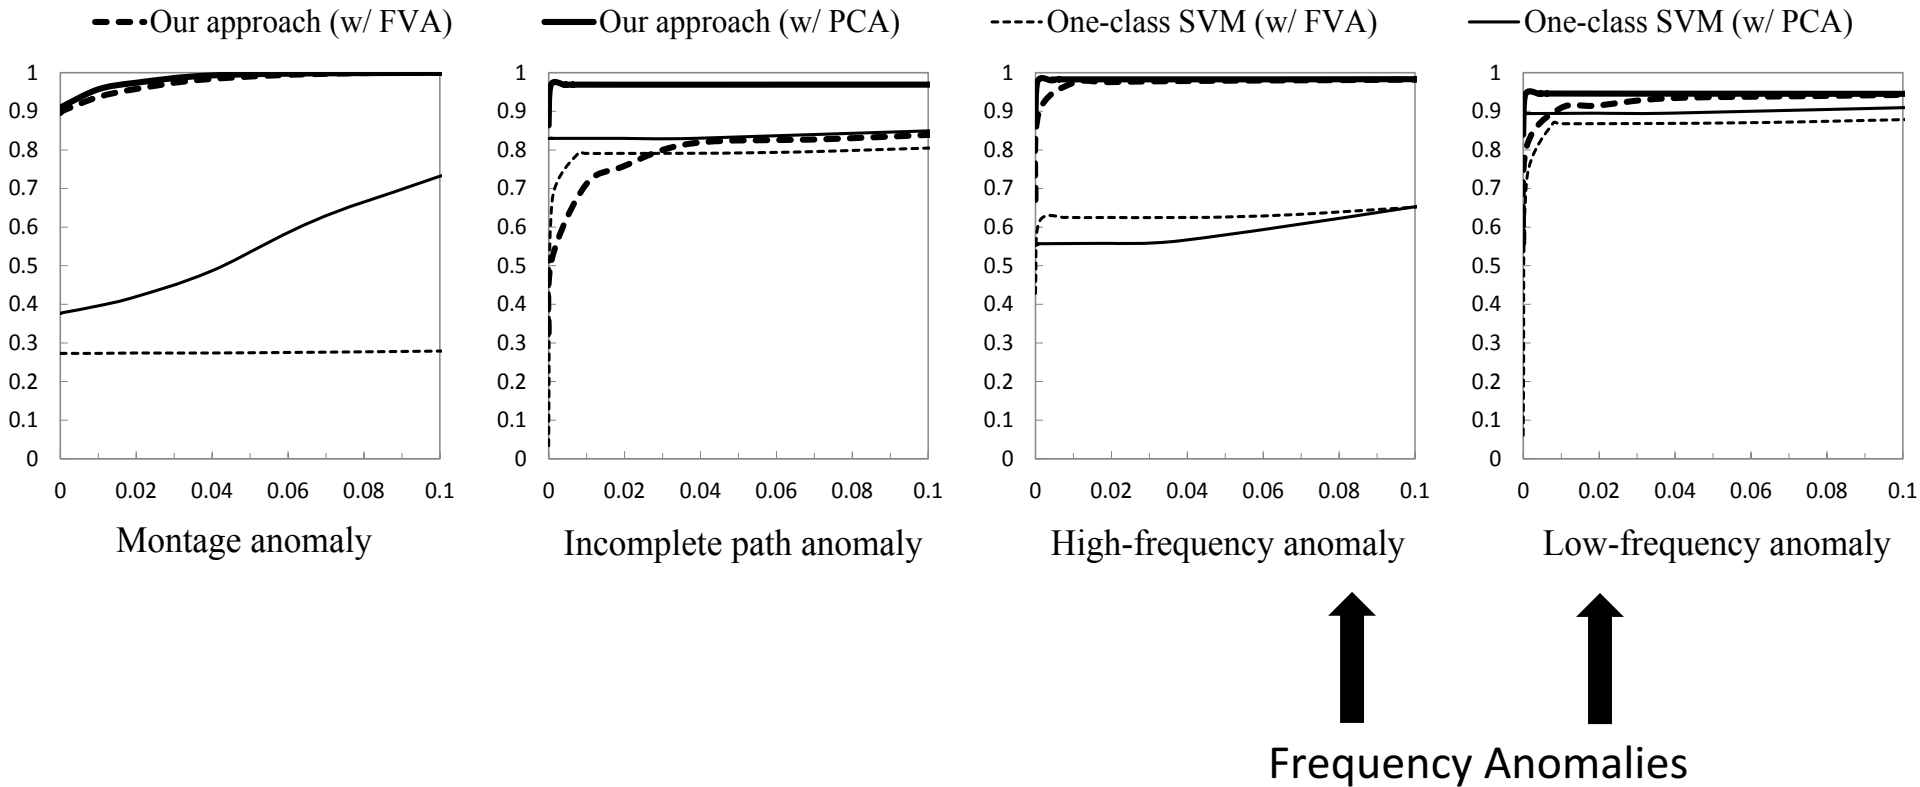 Our approach (w/ FVA) Our approach (w/ PCA) One-class SVM (w/ FVA) One-class SVM (w/ PCA)
1 1 1 1
0.9 0.9 0.9 0.9
0.8 0.8 0.8 0.8
0.7 0.7 0.7 0.7
0.6 0.6 0.6 0.6
0.5 0.5 0.5 0.5
0.4 0.4 0.4 0.4
0.3 0.3 0.3 0.3
0.2 0.2 0.2 0.2
0.1 0.1 0.1 0.1
0 0 0 0
0 0.02 0.04 0.06 0.08 0.1 0 0.02 0.04 0.06 0.08 0.1 0 0.02 0.04 0.06 0.08 0.1 0 0.02 0.04 0.06 0.08 0.1
Montage anomaly Incomplete path anomaly High-frequency anomaly Low-frequency anomaly
Frequency Anomalies